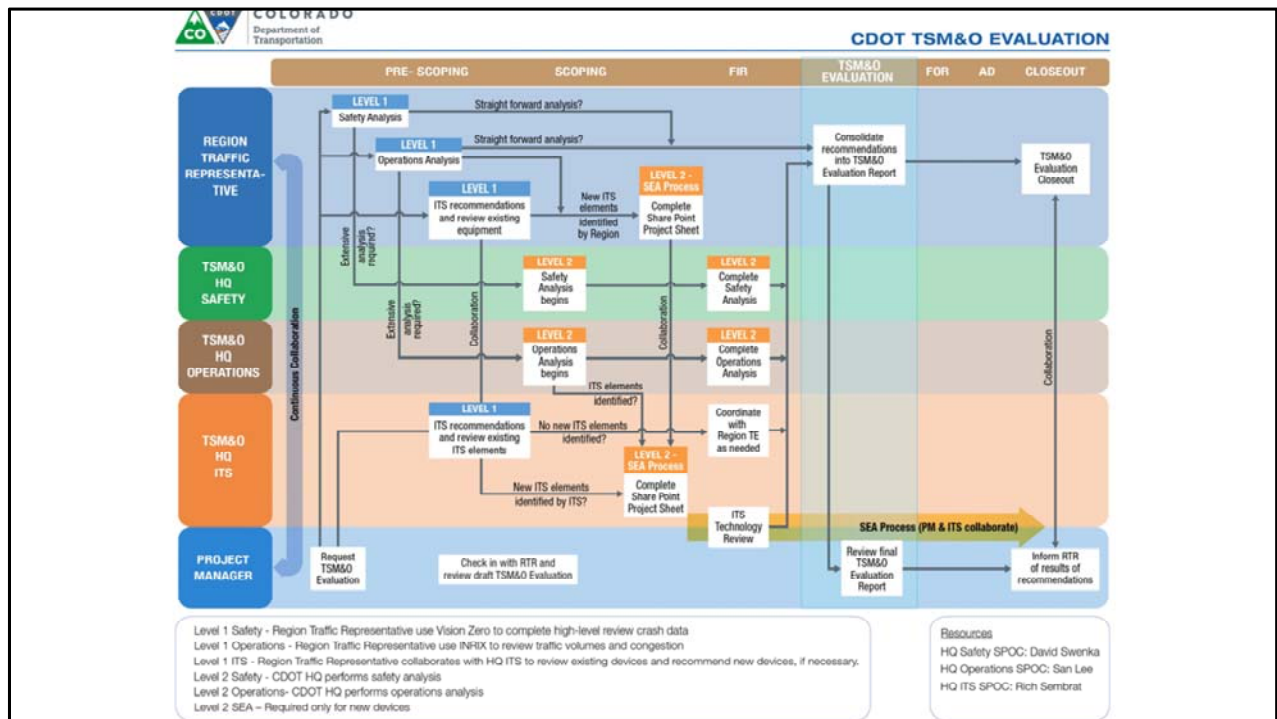 COLORADO
CDOT
CO
Department of
Transportation
CDOT TSM&O EVALUATION
PRE- SCOPING
SCOPING
FIR
TSM&O
EVALUATION
FOR
AD
CLOSEOUT
REGION
TRAFFIC
REPRESENTA-
TIVE
LEVEL 1
Safety Analysis
Straight forward analysis?
LEVEL 1
Operations Analysis
Straight forward analysis?
LEVEL 1
ITS recommendations
and review existing
equipment
New ITS
elements
identified
by Region
LEVEL 2 -
SEA Process
Complete
Share Point
Project Sheet
Consolidate
recommendations
into TSM&O
Evaluation Report
TSM&O
Evaluation
Closeout
Continuous Collaboration
Extensive
analysis
required?
TSM&O
HQ
SAFETY
LEVEL 2
Safety
Analysis
begins
LEVEL 2
Complete
Safety
Analysis
Extensive
analysis
required?
Collaboration
Collaboration
Collaboration
TSM&O
HQ
OPERATIONS
LEVEL 2
Operations
Analysis
begins
LEVEL 2
Complete
Operations
Analysis
ITS elements
identified?
TSM&O
HQ
ITS
LEVEL 1
ITS recommendations
and review existing
ITS elements
No new ITS elements
identified?
Coordinate
with
Region TE
as needed
New ITS elements
identified by ITS?
LEVEL 2 -
SEA Process
Complete
Share Point
Project Sheet
ITS
Technology
Review
SEA Process (PM & ITS collaborate)
PROJECT
MANAGER
Request
TSM&O
Evaluation
Check in with RTR and
review draft TSM&O Evaluation
Review final
TSM&O
Evaluation
Report
Inform RTR
of results of
recommendations
Level 1 Safety - Region Traffic Representative use Vision Zero to complete high-level review crash data
Level 1 Operations - Region Traffic Representative use INRIX to review traffic volumes and congestion
Level 1 ITS - Region Traffic Representative collaborates with HQ ITS to review existing devices and recommend new devices, if necessary.
Level 2 Safety - CDOT HQ performs safety analysis
Level 2 Operations- CDOT HQ performs operations analysis
Level 2 SEA – Required only for new devices
Resources
HQ Safety SPOC: David Swenka
HQ Operations SPOC: San Lee
HQ ITS SPOC: Rich Sembrat